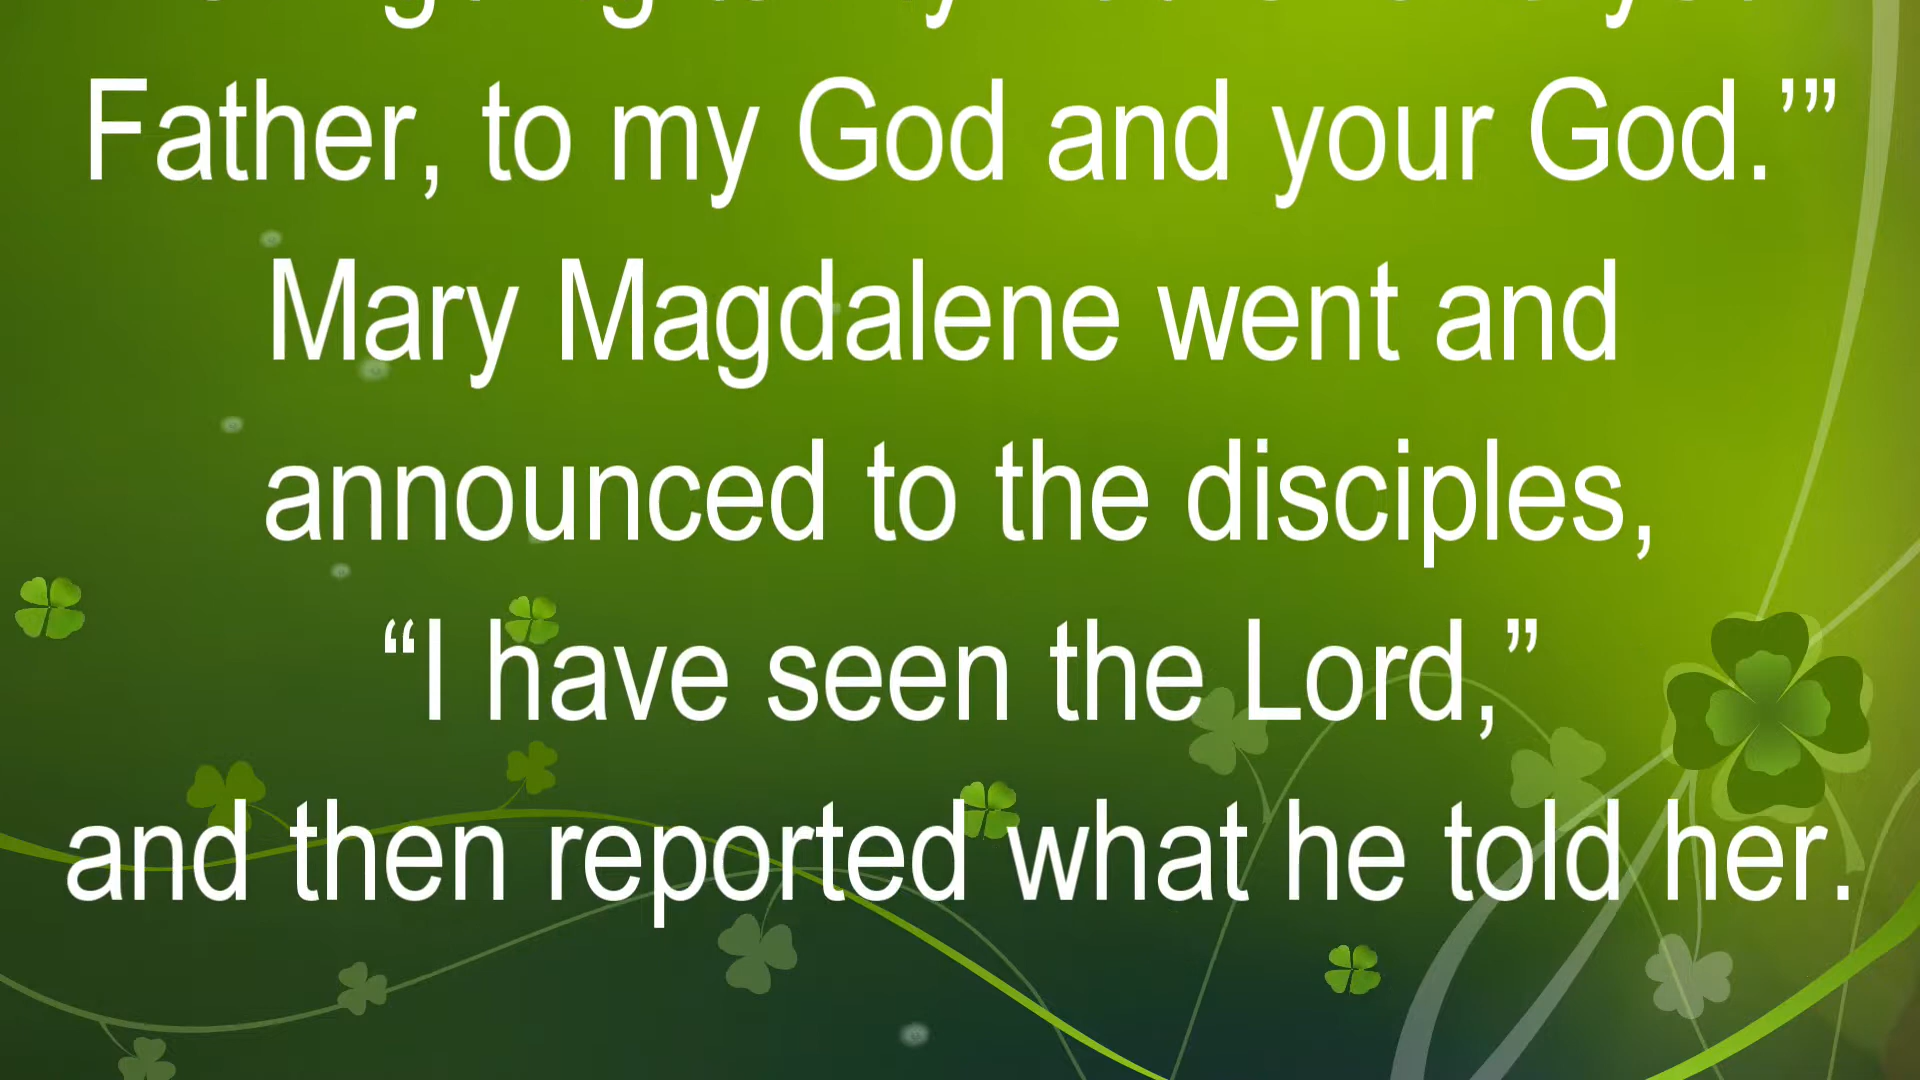 Father, to my God and your God.’”
Mary Magdalene went and
announced to the disciples,
“I have seen the Lord,”
and then reported what he told her.